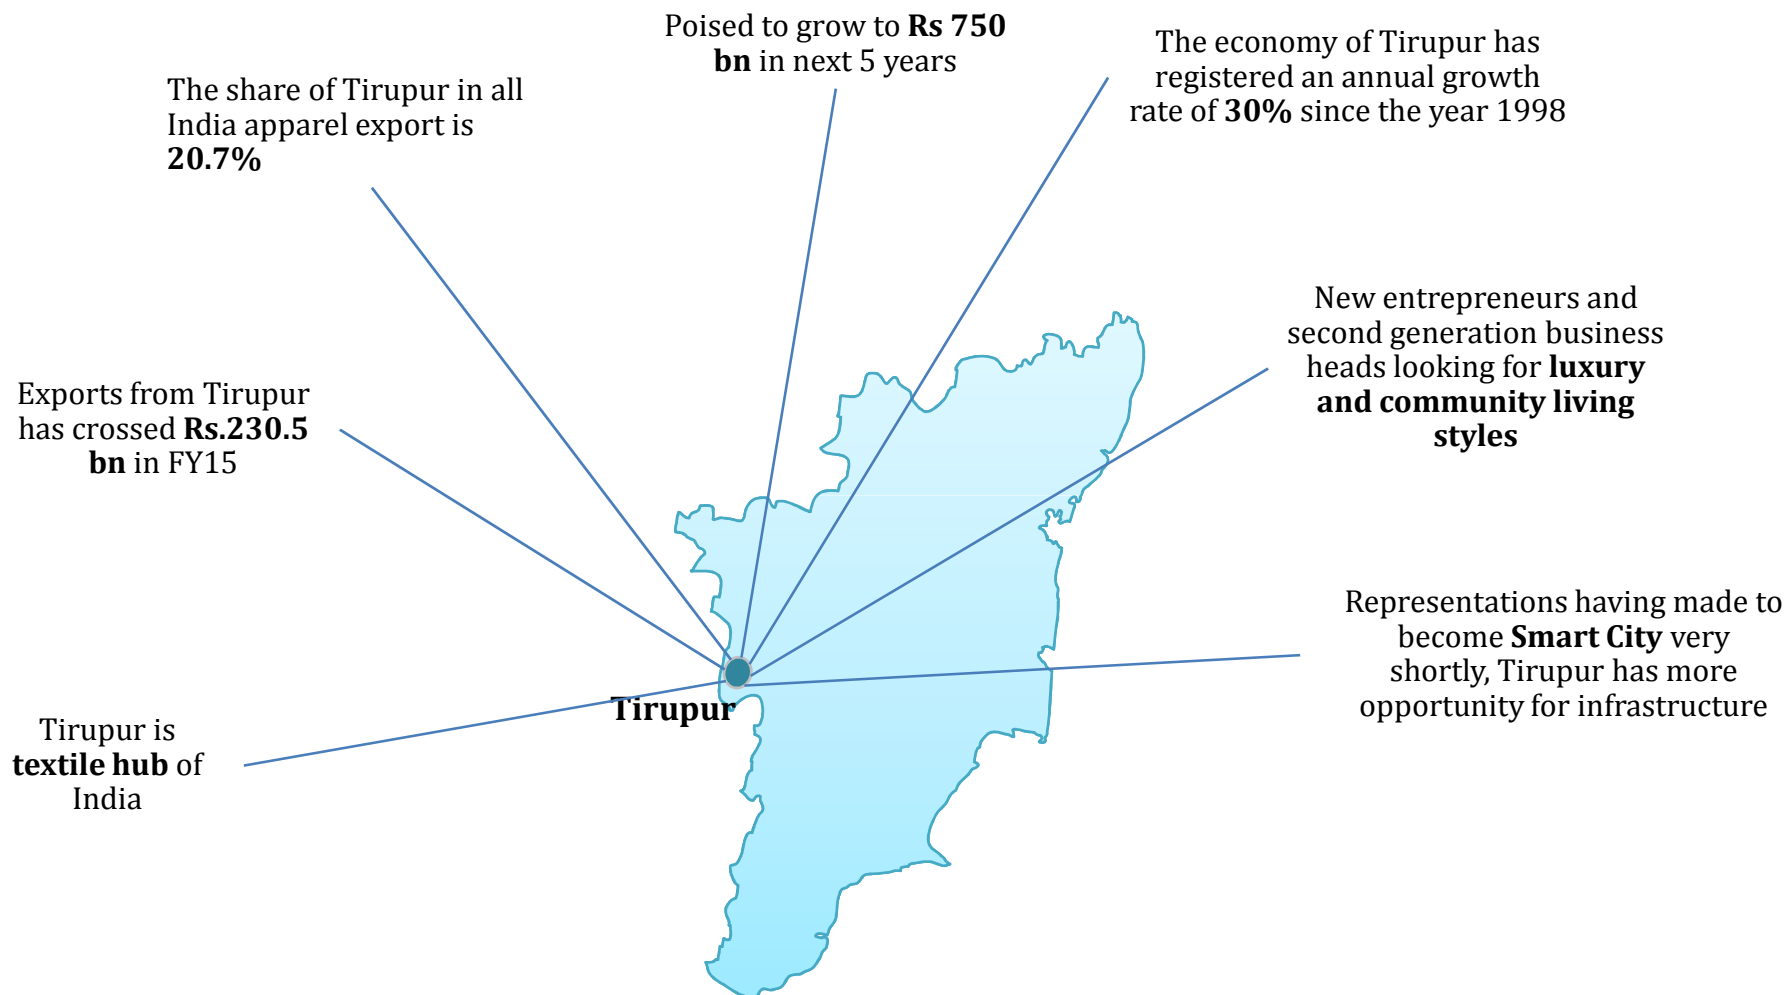 Poised to grow to Rs 750
bn in next 5 years
The economy of Tirupur has
registered an annual growth
rate of 30% since the year 1998
The share of Tirupur in all
India apparel export is
20.7%
New entrepreneurs and
second generation business
heads looking for luxury
and community living
styles
Exports from Tirupur
has crossed Rs.230.5
bn in FY15
Representations having made to
become Smart City very
shortly, Tirupur has more
opportunity for infrastructure
Tirupur
Tirupur is
textile hub of
India